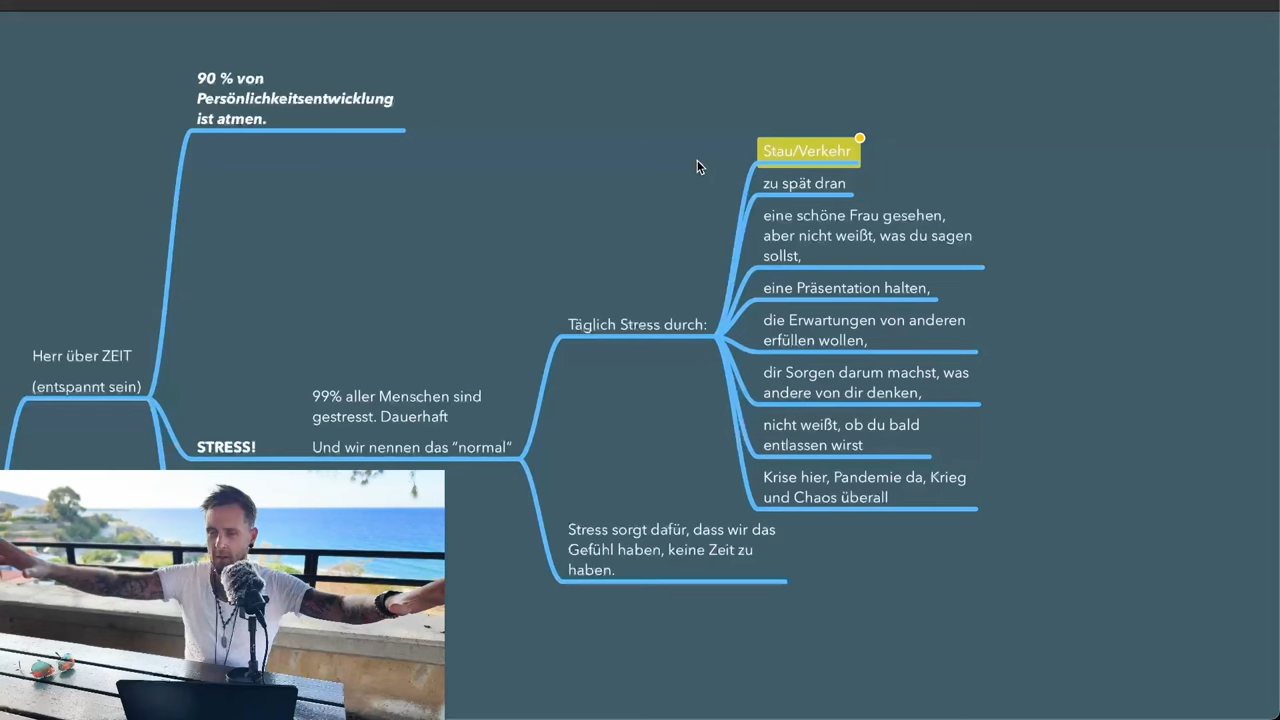 90 % von
Persönlichkeitsentwicklung
ist atmen.
Herr über ZEIT
(entspannt sein)
STRESS!
99% aller Menschen sind
gestresst. Dauerhaft
Und wir nennen das “normal“
Täglich Stress durch:
Stau/Verkehr
zu spät dran
eine schöne Frau gesehen,
aber nicht weißt, was du sagen
sollst,
eine Präsentation halten,
die Erwartungen von anderen
erfüllen wollen,
dir Sorgen darum machst, was
andere von dir denken,
nicht weißt, ob du bald
entlassen wirst
Krise hier, Pandemie da, Krieg
und Chaos überall
Stress sorgt dafür, dass wir das
Gefühl haben, keine Zeit zu
haben.